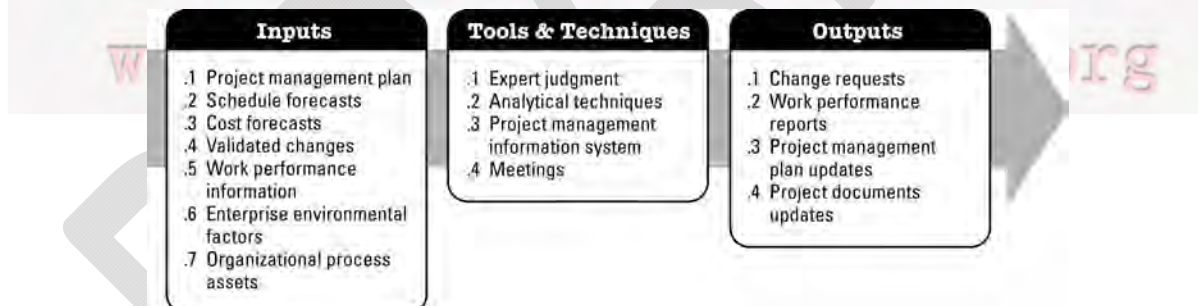 Inputs
.1 Project management plan
.2 Schedule forecasts
.3 Cost forecasts
.4 Validated changes
.5 Work performance
information
.6 Enterprise environmental
factors
.7 Organizational process
assets
Tools & Techniques
.1 Expert judgment
.2 Analytical techniques
.3 Project management
information system
.4 Meetings
Outputs
.1 Change requests
.2 Work performance
reports
.3 Project management
plan updates
.4 Project documents
updates